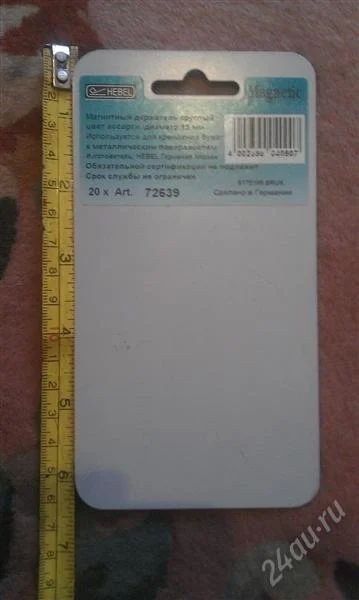 HEBEL
Magnetic
Магнитный держатель круглый
цвет ассорти, диаметр 13 мм
Используется для крепления бумаг
к металлическим поверхностям
Изготовитель: HEBEL Германия
Обязательной сертификации не подлежит
Срок службы не ограничен
20 x Art. 72639
Сделано в Германии
24au.ru